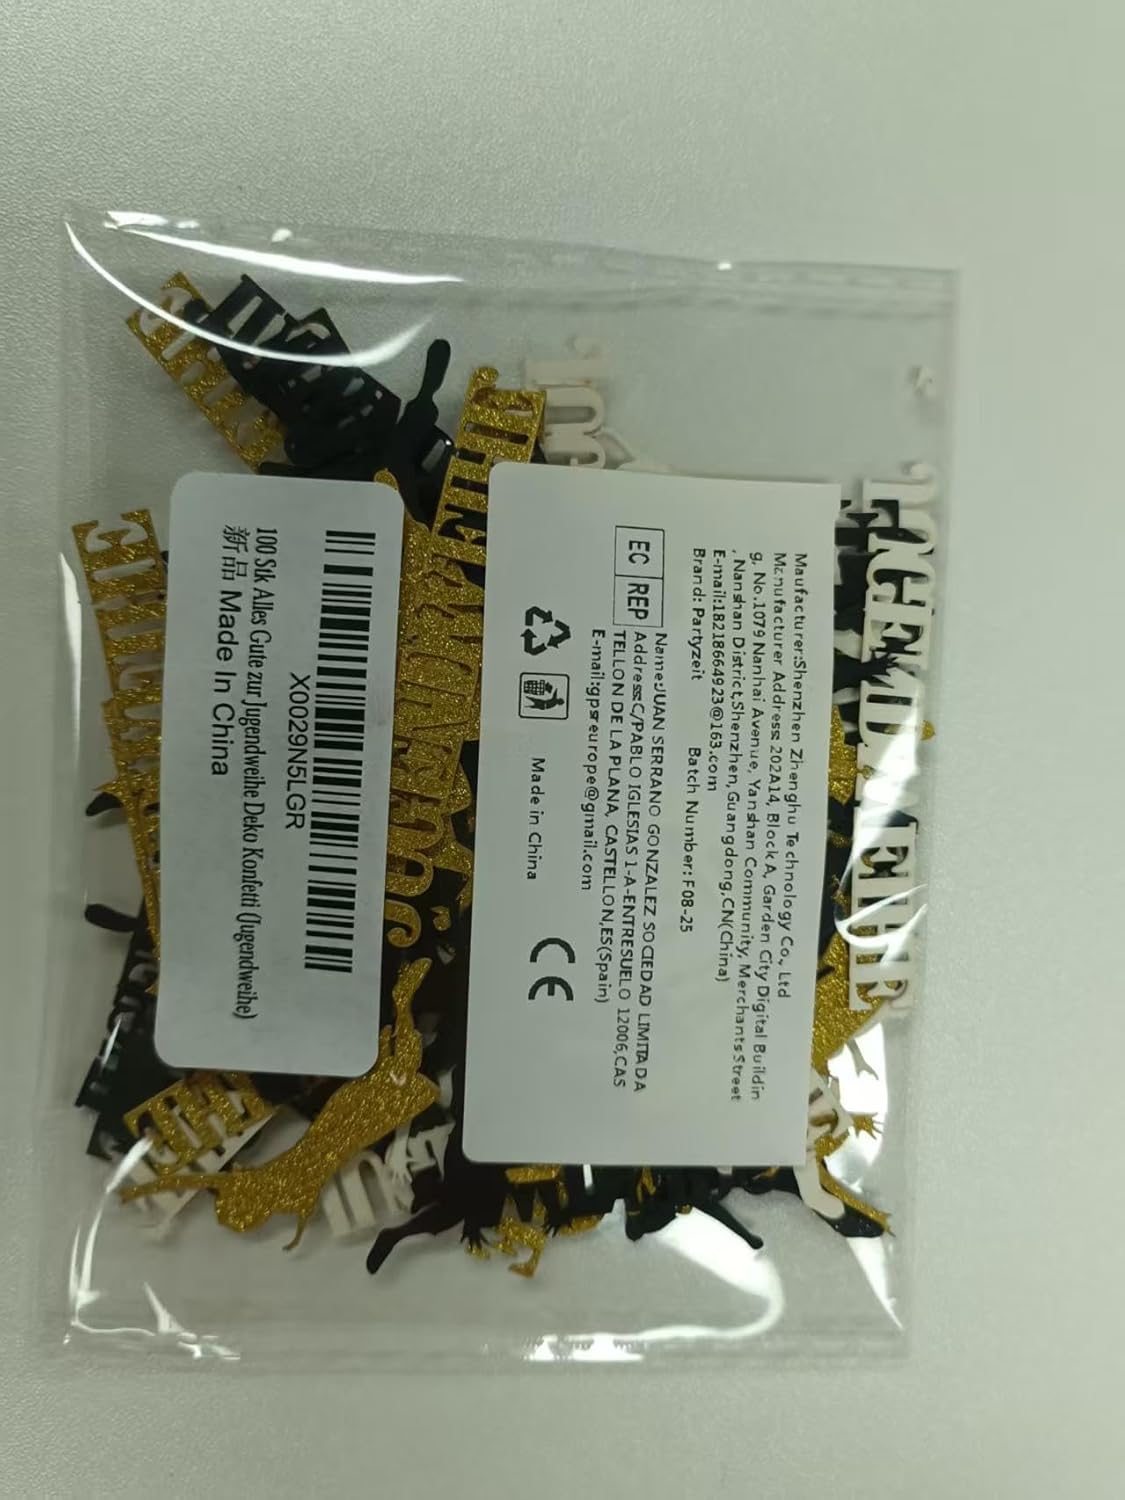 Maufacturer:Shenzhen Zhenghu Technology Co., Ltd
Manufacturer Address: 202A14, Block A, Garden City Digital Buildin
g, No.1079 Nanhai Avenue, Yanshan Community, Merchants Street
, Nanshan District,Shenzhen,Guangdong,CN(China)
E-mail:18218664923@163.com
Brand: Partyzeit Batch Number: F08-25
EC REP
Name:JUAN SERRANO GONZALEZ SOCIEDAD LIMITADA
Address:C/PABLO IGLESIAS 1-A-ENTRESUELO 12006,CAS
TELLON DE LA PLANA, CASTELLON,ES(Spain)
E-mail:gpsreurope@gmail.com
Made in China
CE
X0029N5LGR
100 Stk Alles Gute zur Jugendweihe Deko Konfetti (Jugendweihe)
新品 Made In China